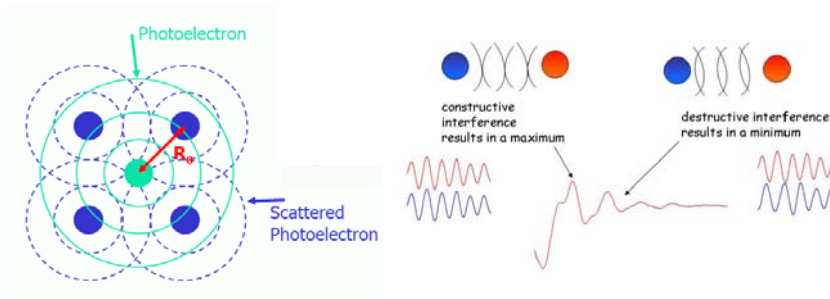 Photoelectron
R₀
Scattered
Photoelectron
constructive
interference
results in a maximum
destructive interference
results in a minimum